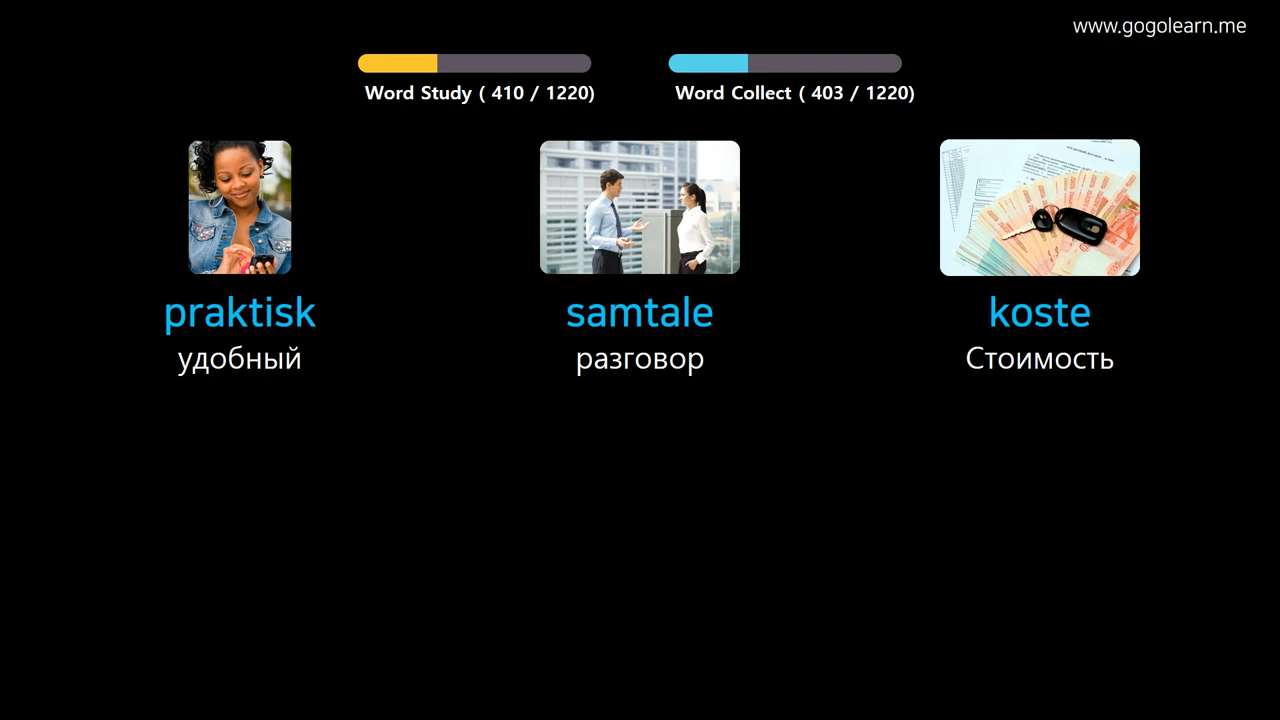 www.gogolearn.me
Word Study ( 410 / 1220)
Word Collect ( 403 / 1220)
praktisk
samtale
koste
удобный
разговор
Стоимость